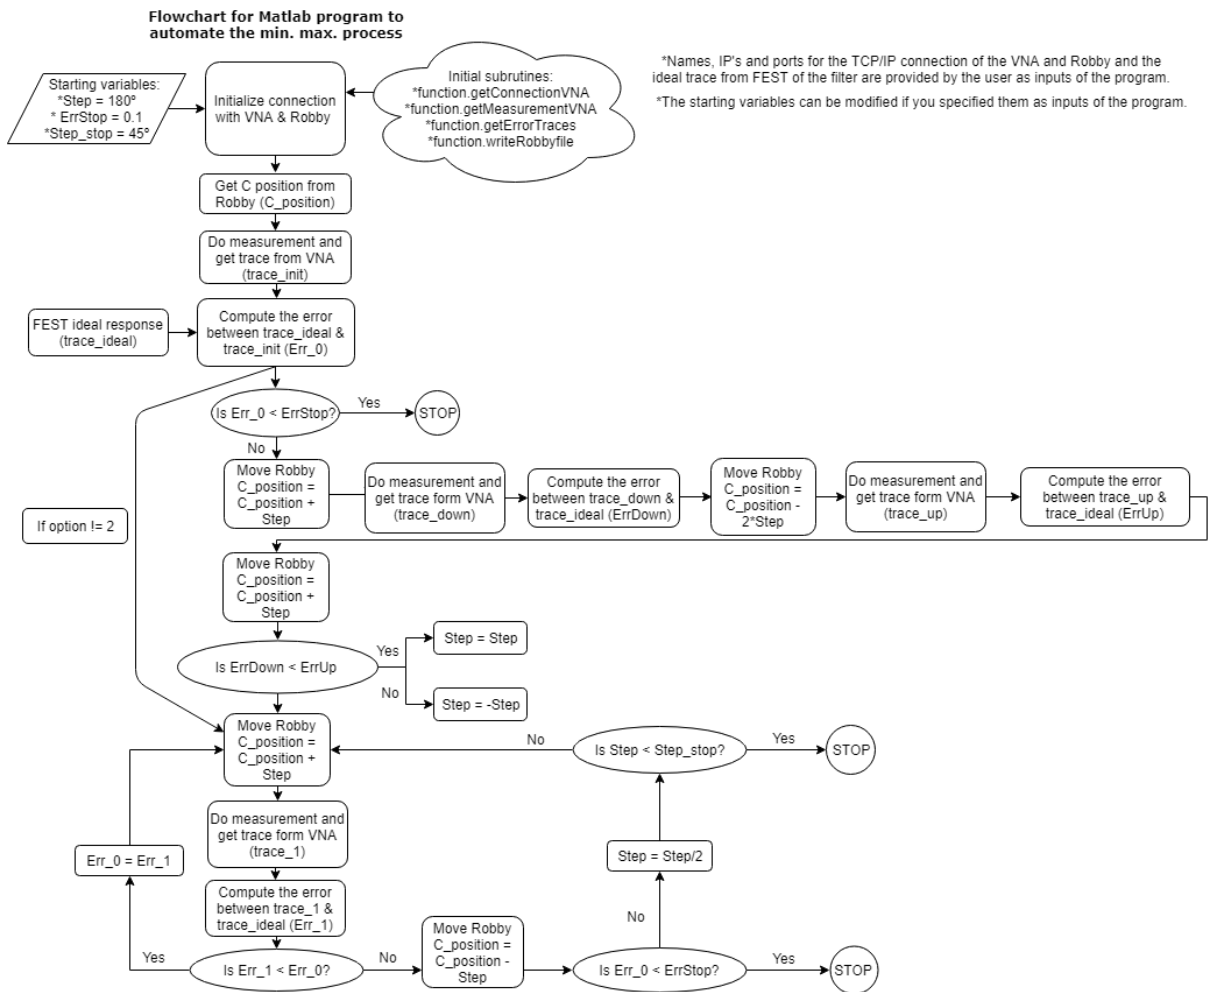 Flowchart for Matlab program to
automate the min. max. process
*Names, IP's and ports for the TCP/IP connection of the VNA and Robby and the
ideal trace from FEST of the filter are provided by the user as inputs of the program.
*The starting variables can be modified if you specified them as inputs of the program.
Starting variables:
*Step = 180º
* ErrStop = 0.1
*Step_stop = 45º
Initialize connection
with VNA & Robby
Initial subrutines:
*function.getConnectionVNA
*function.getMeasurementVNA
*function.getErrorTraces
*function.writeRobbyfile
Get C position from
Robby (C_position)
Do measurement and
get trace from VNA
(trace_init)
FEST ideal response
(trace_ideal)
Compute the error
between trace_ideal &
trace_init (Err_0)
Is Err_0 < ErrStop?
Yes
STOP
No
Move Robby
C_position =
C_position +
Step
Do measurement and
get trace form VNA
(trace_down)
Compute the error
between trace_down &
trace_ideal (ErrDown)
Move Robby
C_position =
C_position -
2*Step
Do measurement and
get trace form VNA
(trace_up)
Compute the error
between trace_up &
trace_ideal (ErrUp)
If option != 2
Move Robby
C_position =
C_position +
Step
Is ErrDown < ErrUp
Yes
Step = Step
No
Step = -Step
Move Robby
C_position =
C_position +
Step
No
Is Step < Step_stop?
Yes
STOP
Do measurement and
get trace form VNA
(trace_1)
Err_0 = Err_1
Step = Step/2
Compute the error
between trace_1 &
trace_ideal (Err_1)
No
Yes
Is Err_1 < Err_0?
No
Move Robby
C_position =
C_position -
Step
Is Err_0 < ErrStop?
Yes
STOP